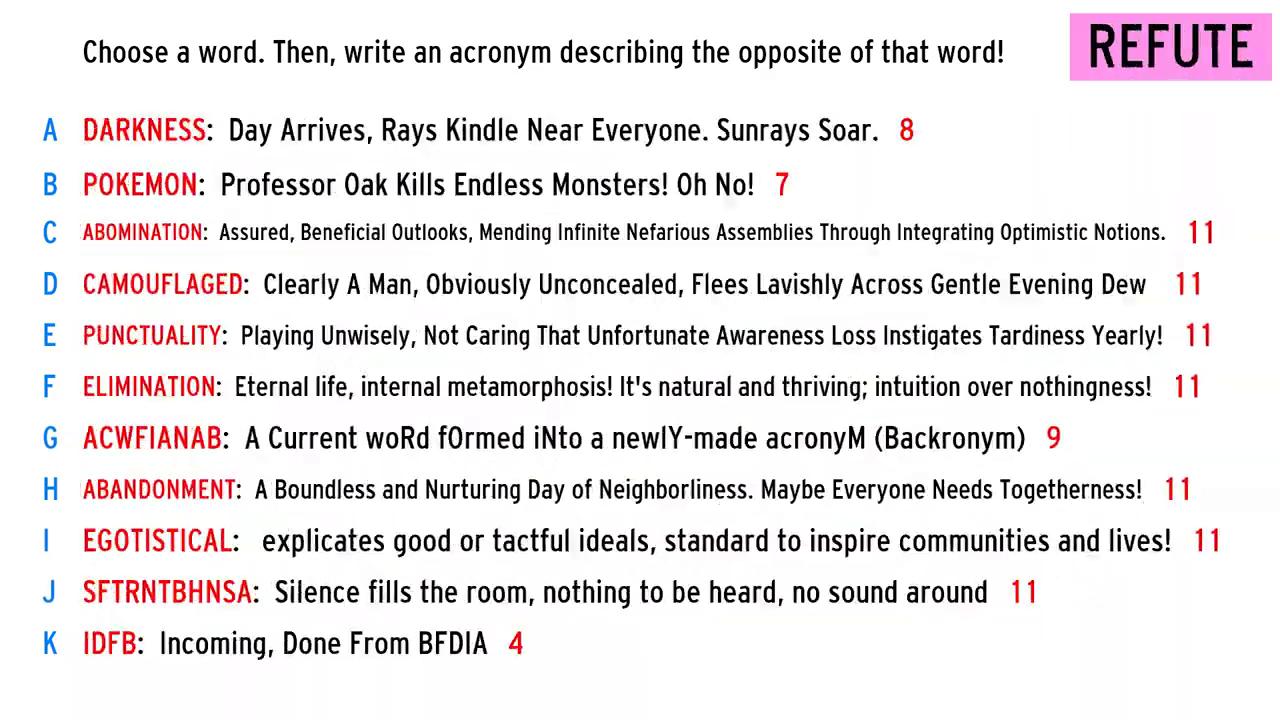 Choose a word. Then, write an acronym describing the opposite of that word!
REFUTE
A DARKNESS: Day Arrives, Rays Kindle Near Everyone. Sunrays Soar. 8
B POKEMON: Professor Oak Kills Endless Monsters! Oh No! 7
C ABOMINATION: Assured, Beneficial Outlooks, Mending Infinite Nefarious Assemblies Through Integrating Optimistic Notions. 11
D CAMOUFLAGED: Clearly A Man, Obviously Unconcealed, Flees Lavishly Across Gentle Evening Dew 11
E PUNCTUALITY: Playing Unwisely, Not Caring That Unfortunate Awareness Loss Instigates Tardiness Yearly! 11
F ELIMINATION: Eternal life, internal metamorphosis! It's natural and thriving; intuition over nothingness! 11
G ACWFIANAB: A Current woRd fOrmed iNto a newlY-made acronyM (Backronym) 9
H ABANDONMENT: A Boundless and Nurturing Day of Neighborliness. Maybe Everyone Needs Togetherness! 11
I EGOTISTICAL: explicates good or tactful ideals, standard to inspire communities and lives! 11
J SFTRNTBHNSA: Silence fills the room, nothing to be heard, no sound around 11
K IDFB: Incoming, Done From BFDIA 4